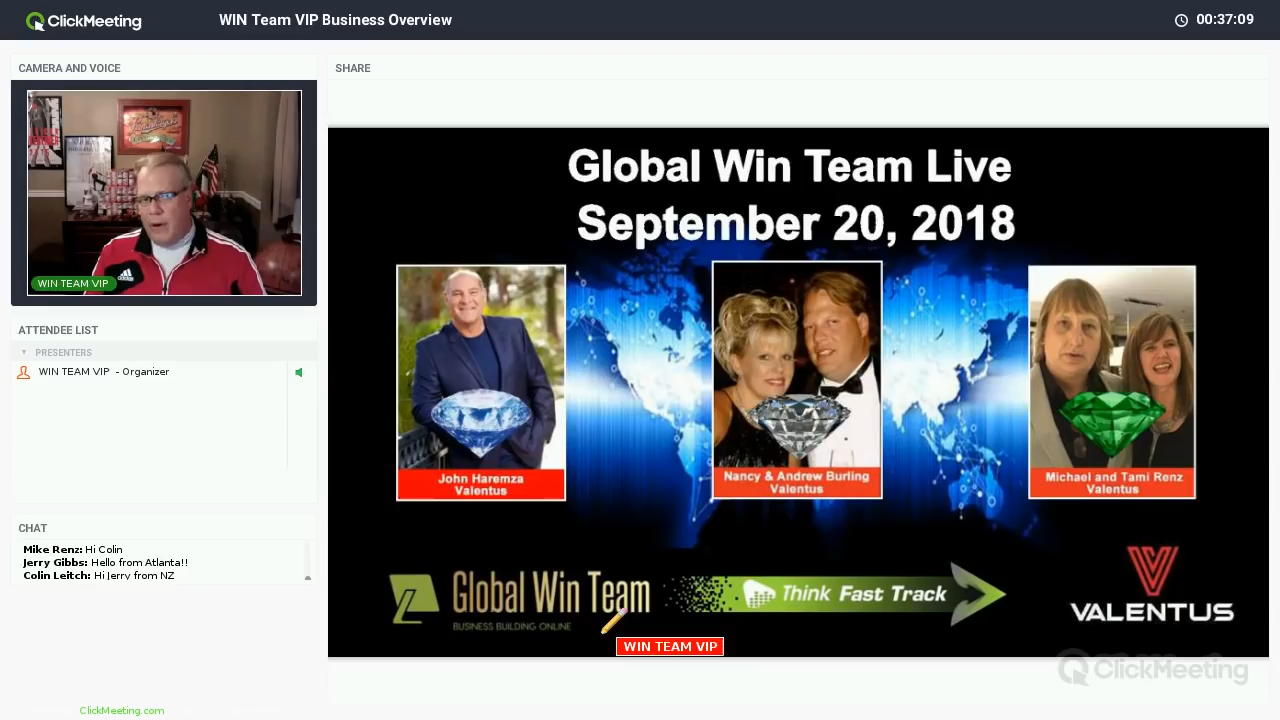 ClickMeeting
WIN Team VIP Business Overview
00:37:09
CAMERA AND VOICE
WIN TEAM VIP
ATTENDEE LIST
PRESENTERS
WIN TEAM VIP - Organizer
CHAT
Mike Renz: Hi Colin
Jerry Gibbs: Hello from Atlanta!!
Colin Leitch: Hi Jerry from NZ
ClickMeeting.com
SHARE
Global Win Team Live
September 20, 2018
John Haremza
Valentus
Nancy & Andrew Burling
Valentus
Michael and Tami Renz
Valentus
Global Win Team
BUSINESS BUILDING ONLINE
Think Fast Track
VALENTUS
WIN TEAM VIP
ClickMeeting